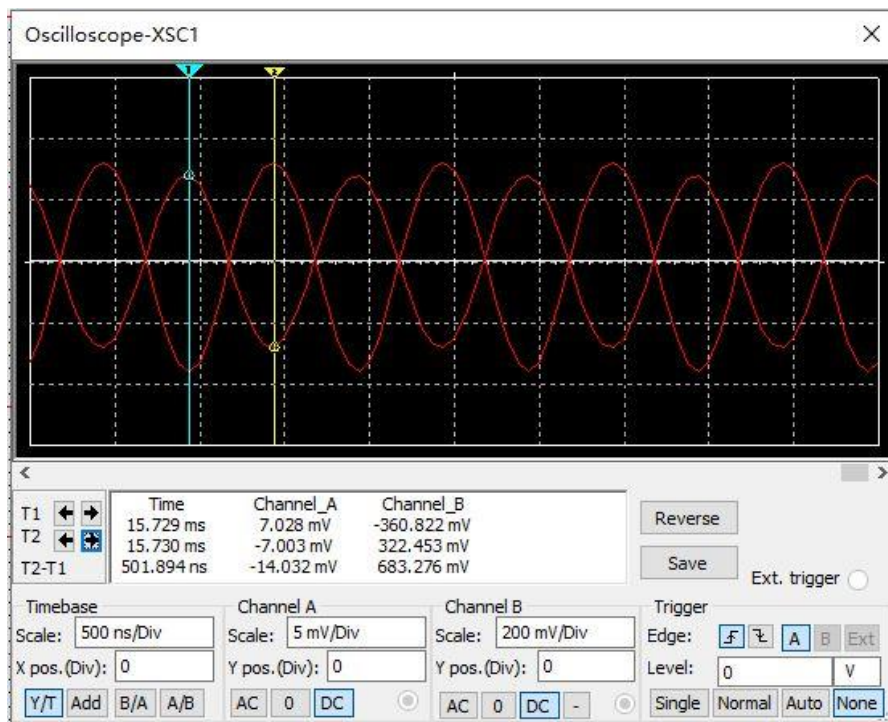 Oscilloscope-XSC1
1 2
Time Channel_A Channel_B
T1 15.729 ms 7.028 mV -360.822 mV
T2 15.730 ms -7.003 mV 322.453 mV
T2-T1 501.894 ns -14.032 mV 683.276 mV
Reverse
Save
Ext. trigger
Timebase
Scale: 500 ns/Div
X pos.(Div): 0
Y/T Add B/A A/B
Channel A
Scale: 5 mV/Div
Y pos.(Div): 0
AC 0 DC
Channel B
Scale: 200 mV/Div
Y pos.(Div): 0
AC 0 DC -
Trigger
Edge: A B Ext
Level: 0 V
Single Normal Auto None